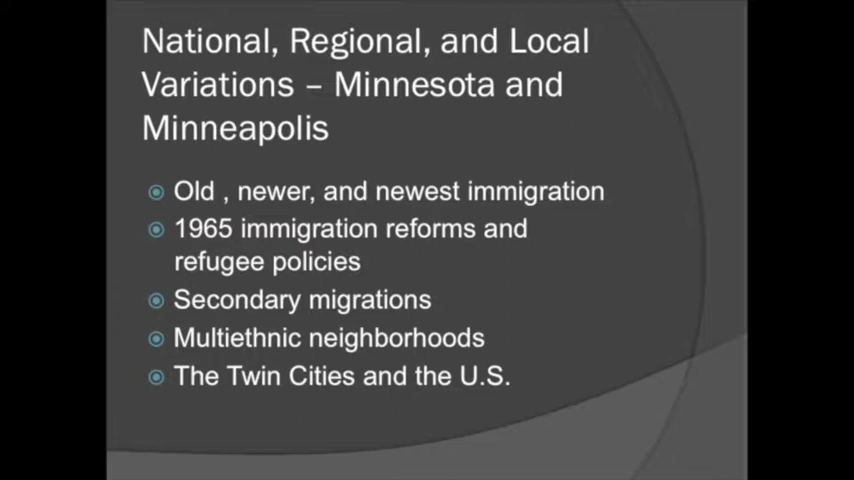 National, Regional, and Local
Variations – Minnesota and
Minneapolis
Old , newer, and newest immigration
1965 immigration reforms and
refugee policies
Secondary migrations
Multiethnic neighborhoods
The Twin Cities and the U.S.